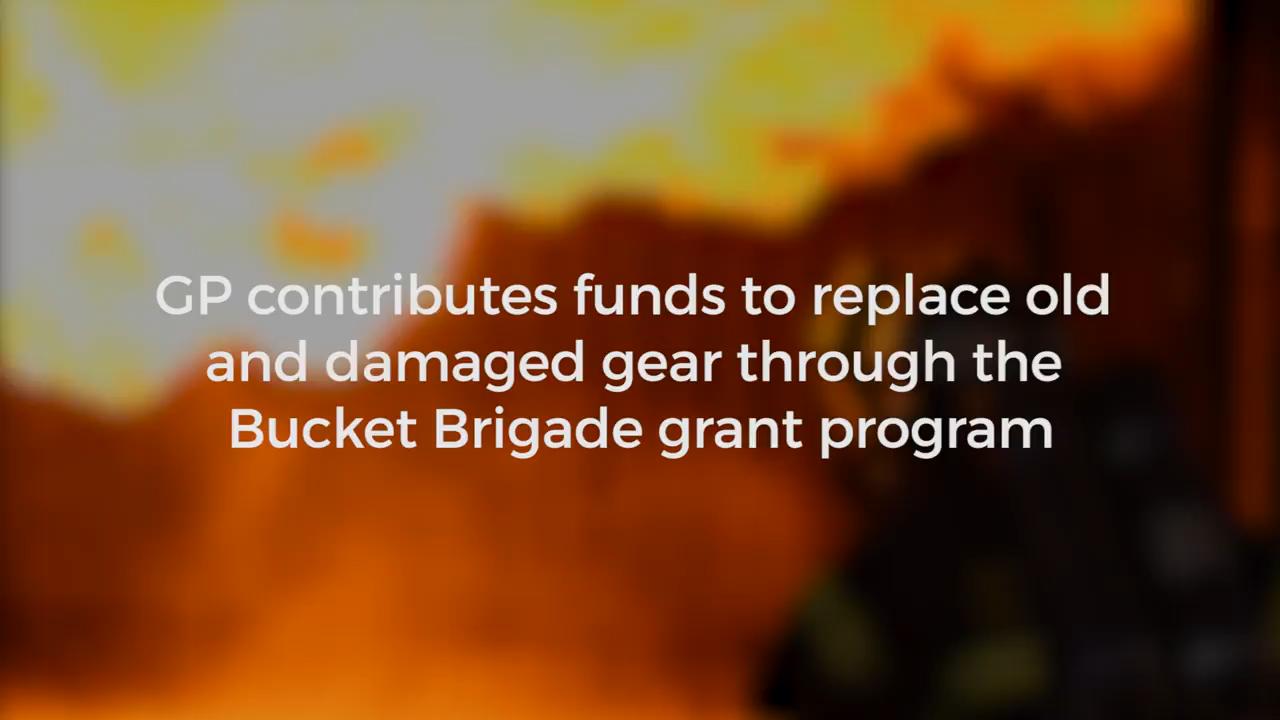 GP contributes funds to replace old
and damaged gear through the
Bucket Brigade grant program